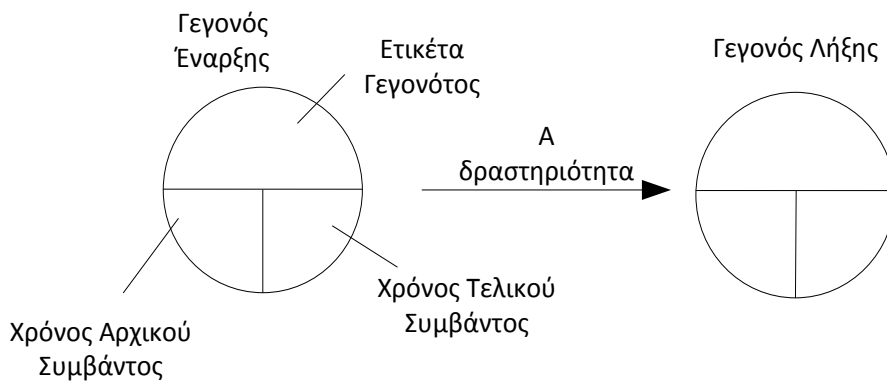 Γεγονός
Έναρξης
Ετικέτα
Γεγονότος
Γεγονός Λήξης
Α
δραστηριότητα
Χρόνος Τελικού
Συμβάντος
Χρόνος Αρχικού
Συμβάντος